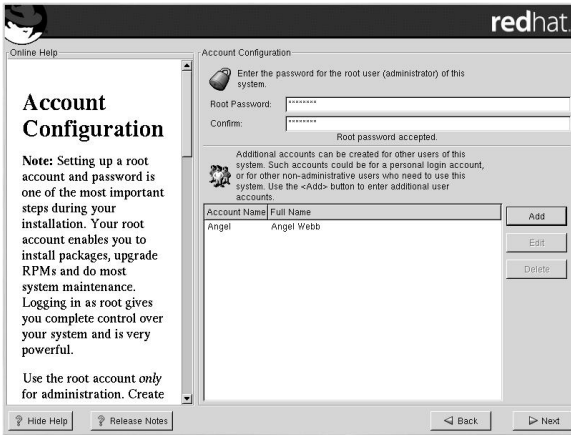 redhat.
Online Help
Account
Configuration
Note: Setting up a root
account and password is
one of the most important
steps during your
installation. Your root
account enables you to
install packages, upgrade
RPMs and do most
system maintenance.
Logging in as root gives
you complete control over
your system and is very
powerful.
Use the root account only
for administration. Create
Account Configuration
Enter the password for the root user (administrator) of this
system.
Root Password: ********
Confirm: ********
Root password accepted.
Additional accounts can be created for other users of this
system. Such accounts could be for a personal login account,
or for other non-administrative users who need to use this
system. Use the <Add> button to enter additional user
accounts.
Account Name Full Name
Angel Angel Webb
Add
Edit
Delete
Hide Help
Release Notes
Back
Next